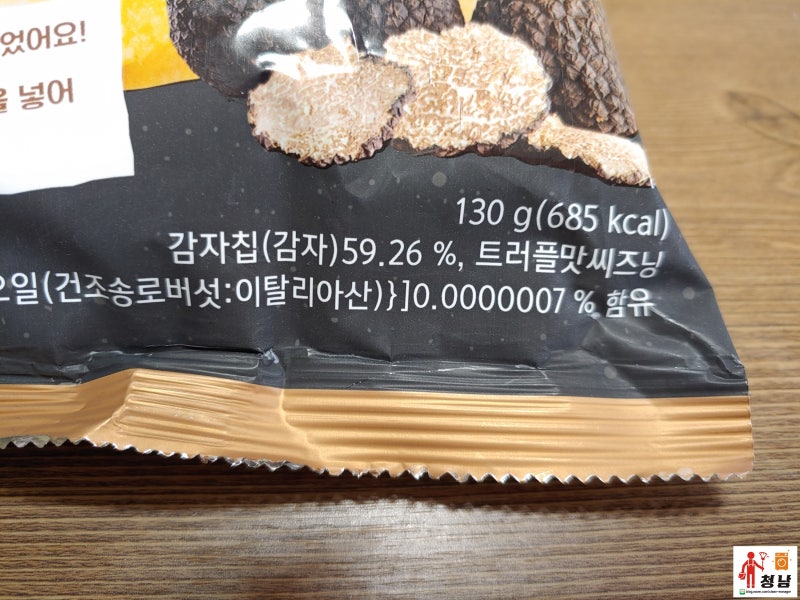 었어요!
을 넣어
130 g(685 kcal)
감자칩(감자)59.26 %, 트러플맛씨즈닝
오일(건조송로버섯:이탈리아산)}]0.0000007 % 함유
청남